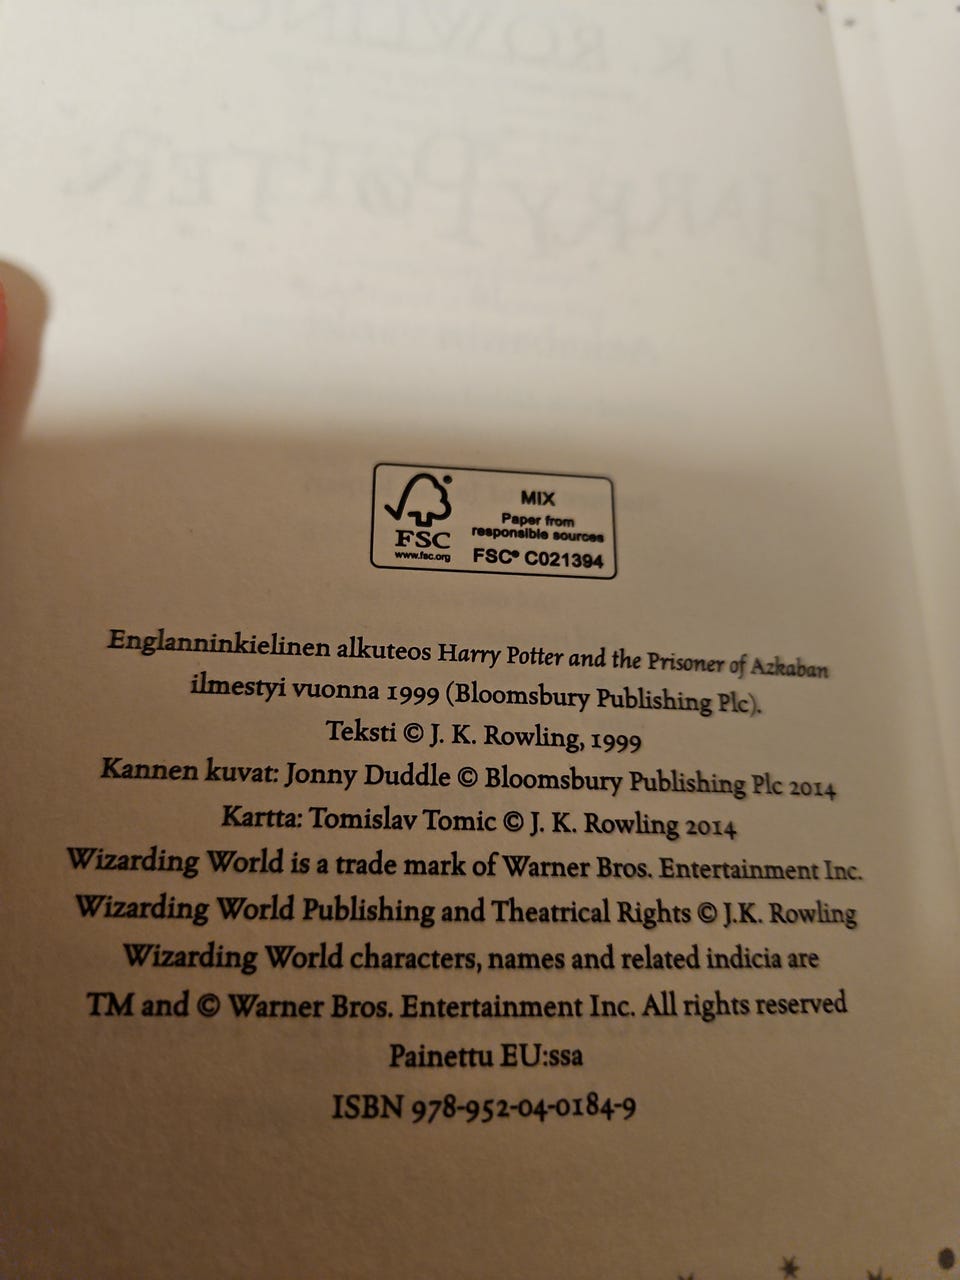 MIX
Paper from
responsible sources
FSC® C021394
FSC
www.fsc.org
Englanninkielinen alkuteos Harry Potter and the Prisoner of Azkaban
ilmestyi vuonna 1999 (Bloomsbury Publishing Plc).
Teksti © J. K. Rowling, 1999
Kannen kuvat: Jonny Duddle © Bloomsbury Publishing Plc 2014
Kartta: Tomislav Tomic © J. K. Rowling 2014
Wizarding World is a trade mark of Warner Bros. Entertainment Inc.
Wizarding World Publishing and Theatrical Rights © J.K. Rowling
Wizarding World characters, names and related indicia are
TM and © Warner Bros. Entertainment Inc. All rights reserved
Painettu EU:ssa
ISBN 978-952-04-0184-9